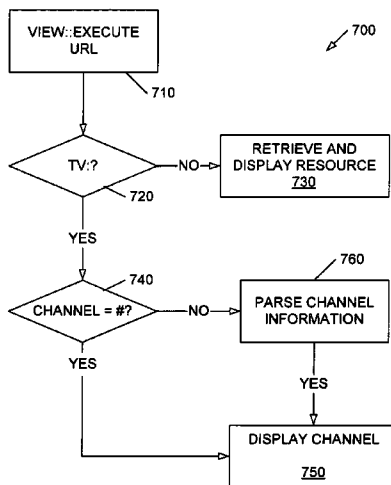 VIEW::EXECUTE
URL
700
710
TV:?
NO
RETRIEVE AND
DISPLAY RESOURCE
730
720
YES
740
760
CHANNEL = #?
NO
PARSE CHANNEL
INFORMATION
YES
YES
DISPLAY CHANNEL
750